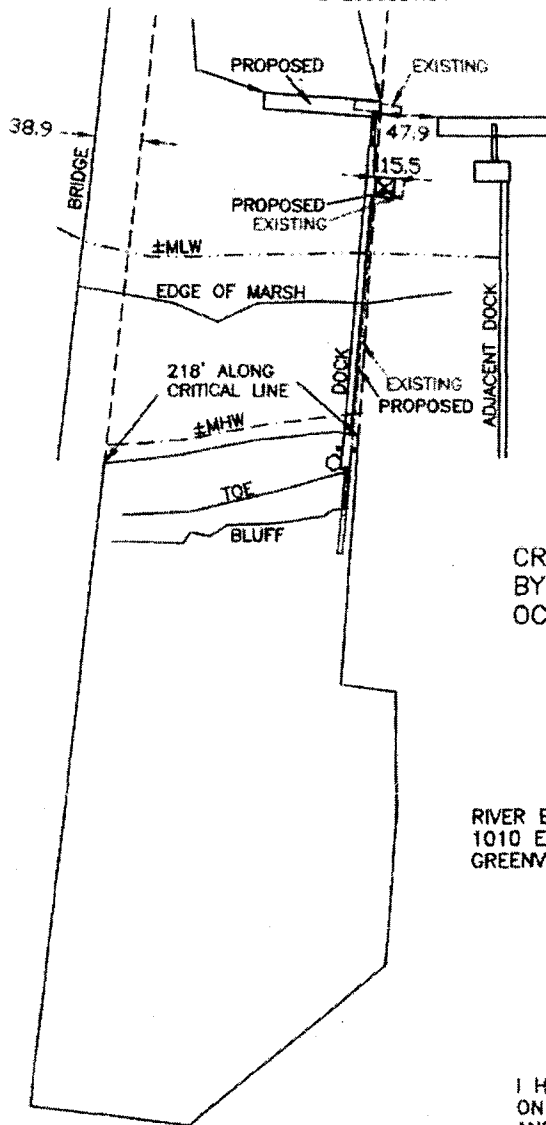 PROPOSED
EXISTING
38.9
47.9
15.5
BRIDGE
PROPOSED
EXISTING
±MLW
EDGE OF MARSH
ADJACENT DOCK
218' ALONG
CRITICAL LINE
DOCK
EXISTING
PROPOSED
±MHW
TOE
BLUFF
CR
BY
OC
RIVER E
1010 E
GREENV
I H
ON